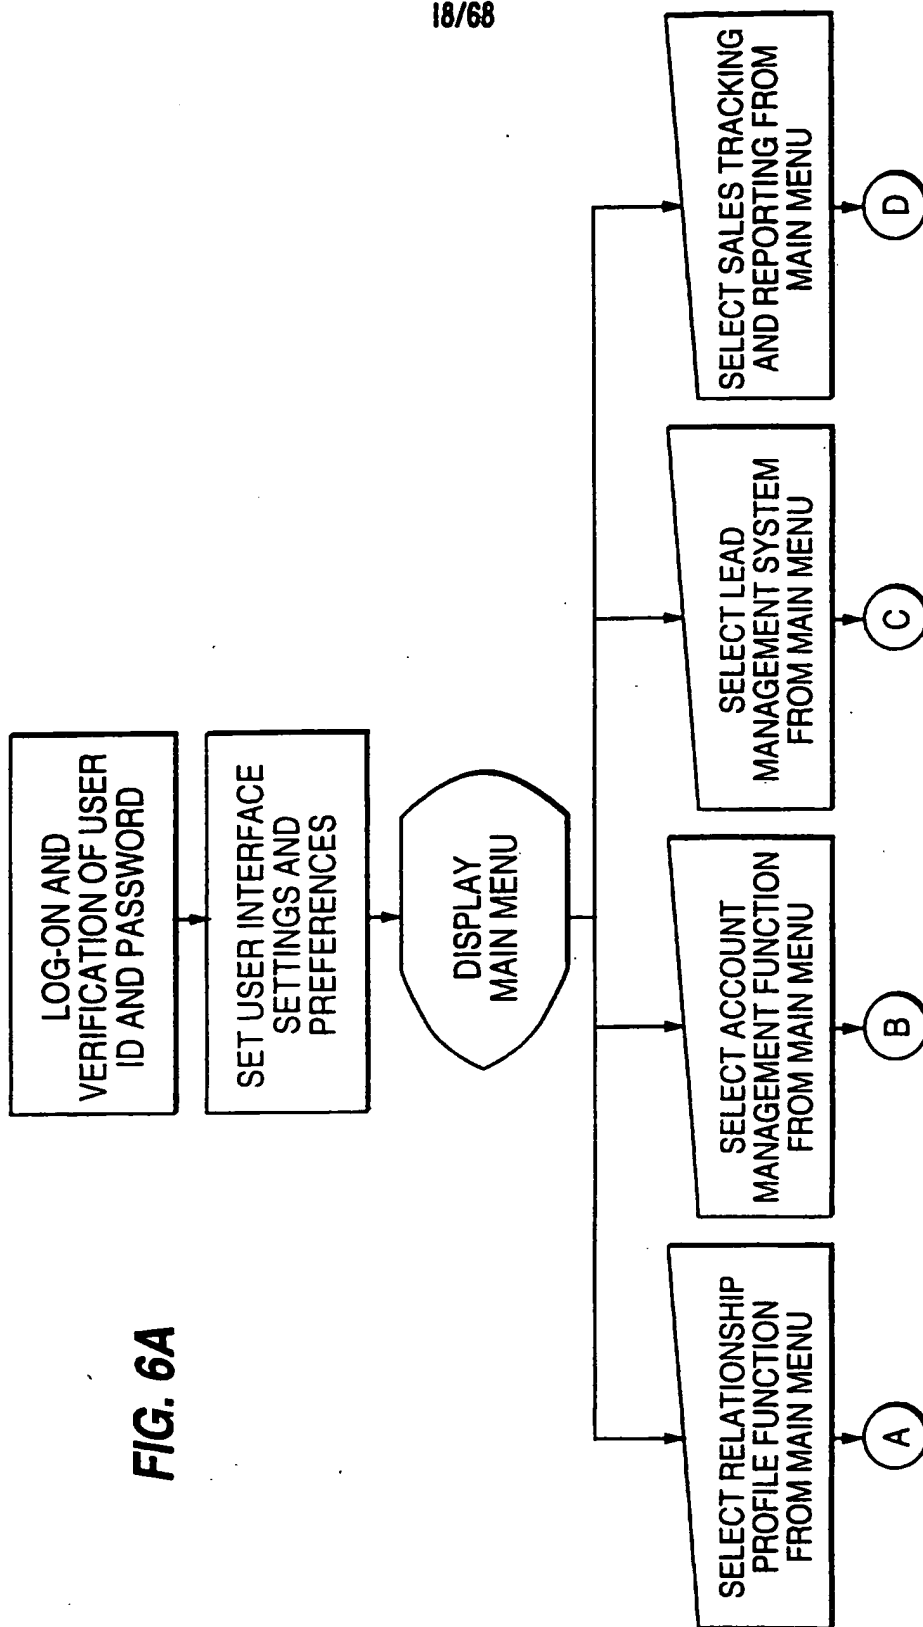 18/68
FIG. 6A
LOG-ON AND
VERIFICATION OF USER
ID AND PASSWORD
SET USER INTERFACE
SETTINGS AND
PREFERENCES
DISPLAY
MAIN MENU
SELECT RELATIONSHIP
PROFILE FUNCTION
FROM MAIN MENU
A
SELECT ACCOUNT
MANAGEMENT FUNCTION
FROM MAIN MENU
B
SELECT LEAD
MANAGEMENT SYSTEM
FROM MAIN MENU
C
SELECT SALES TRACKING
AND REPORTING FROM
MAIN MENU
D